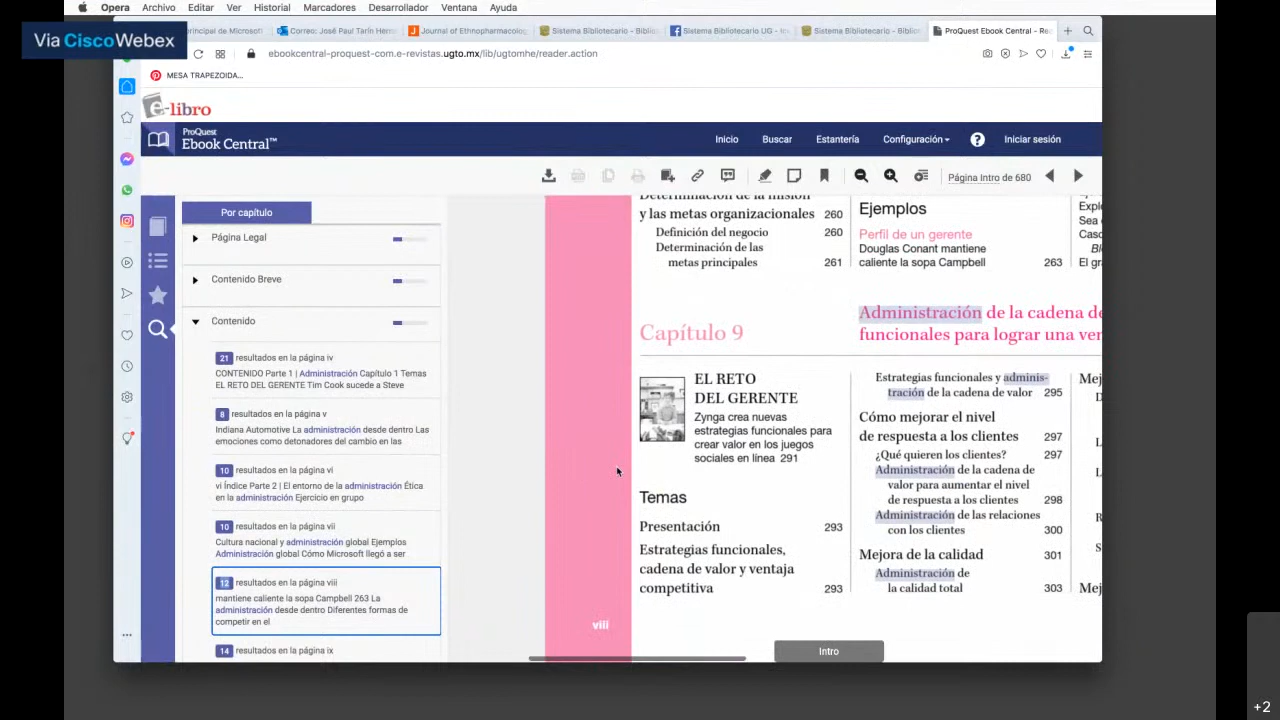 Opera Archivo Editar Ver Historial Marcadores Desarrollador Ventana Ayuda
Via CiscoWebex
Correo: José Paul Tarín Herr
Journal of Ethnopharmacolog
Sistema Bibliotecario - Biblio
Sistema Bibliotecario UG - In
Sistema Bibliotecario - Bibli
ProQuest Ebook Central - Re
ebookcentral-proquest-com.e-revistas.ugto.mx/lib/ugtomhe/reader.action
MESA TRAPEZOIDA...
e-libro
ProQuest
Ebook Central™
Inicio Buscar Estantería Configuración Iniciar sesión
Página Intro de 680
Por capítulo
Página Legal
Contenido Breve
Contenido
21 resultados en la página iv
CONTENIDO Parte 1 | Administración Capítulo 1 Temas
EL RETO DEL GERENTE Tim Cook sucede a Steve
8 resultados en la página v
Indiana Automotive La administración desde dentro Las
emociones como detonadores del cambio en las
10 resultados en la página vi
vi Índice Parte 2 | El entorno de la administración Ética
en la administración Ejercicio en grupo
10 resultados en la página vii
Cultura nacional y administración global Ejemplos
Administración global Cómo Microsoft llegó a ser
12 resultados en la página viii
mantiene caliente la sopa Campbell 263 La
administración desde dentro Diferentes formas de
competir en el
14 resultados en la página ix
Determinación de la misión
y las metas organizacionales 260
Definición del negocio 260
Determinación de las
metas principales 261
Ejemplos
Perfil de un gerente
Douglas Conant mantiene
caliente la sopa Campbell 263
Explo
Sea
Caso
El gr
Capítulo 9
Administración de la cadena de
funcionales para lograr una ven
EL RETO
DEL GERENTE
Zynga crea nuevas
estrategias funcionales para
crear valor en los juegos
sociales en línea 291
Temas
Presentación 293
Estrategias funcionales,
cadena de valor y ventaja
competitiva 293
Estrategias funcionales y adminis-
tración de la cadena de valor 295
Cómo mejorar el nivel
de respuesta a los clientes 297
¿Qué quieren los clientes? 297
Administración de la cadena de
valor para aumentar el nivel
de respuesta a los clientes 298
Administración de las relaciones
con los clientes 300
Mejora de la calidad 301
Administración de
la calidad total 303
Mej
Mej
viii
Intro
+2